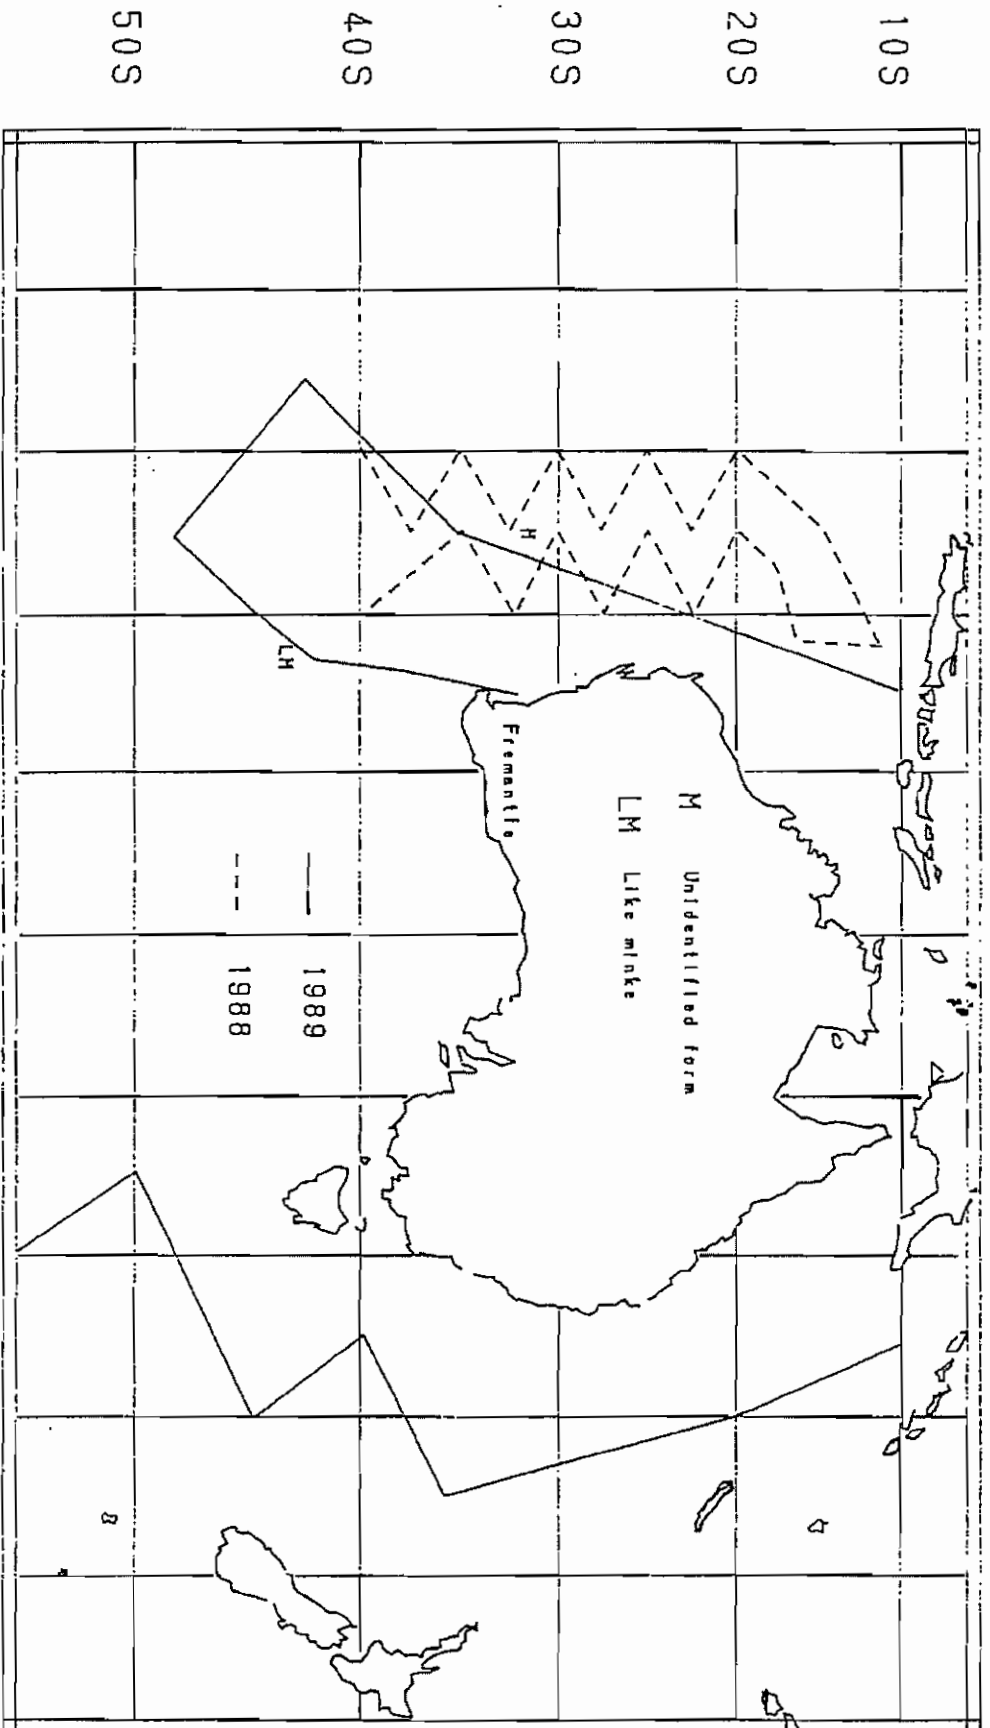 10S
20S
30S
40S
50S
M Unidentified form
LM Like minke
M
Fremantle
LM
1989
1988